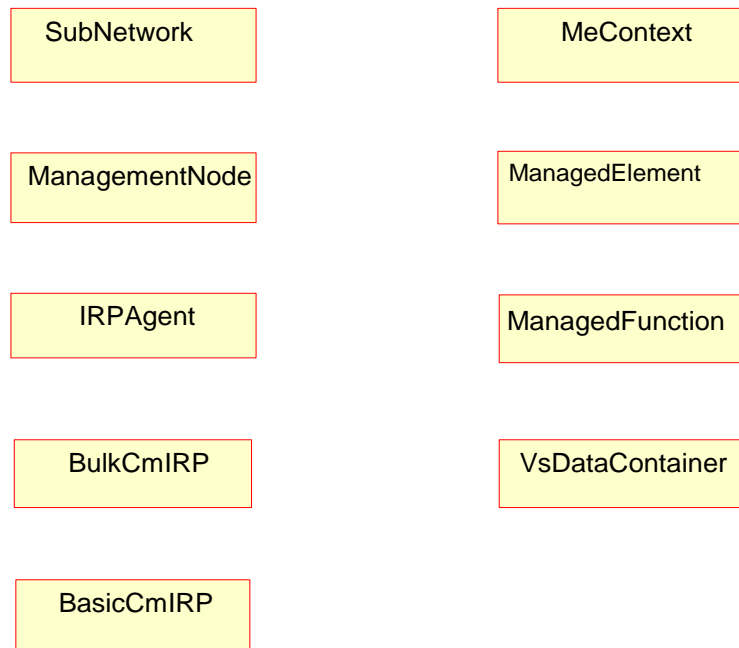 SubNetwork
MeContext
ManagementNode
ManagedElement
IRPAgent
ManagedFunction
BulkCmIRP
VsDataContainer
BasicCmIRP